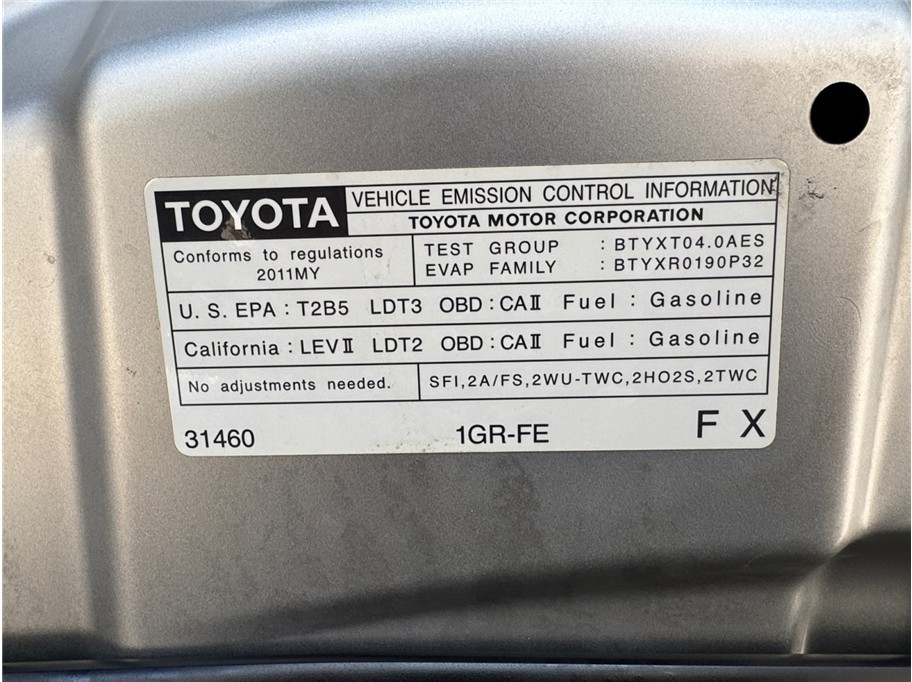 TOYOTA
VEHICLE EMISSION CONTROL INFORMATION
TOYOTA MOTOR CORPORATION
Conforms to regulations
2011MY
TEST GROUP : BTYXT04.0AES
EVAP FAMILY : BTYXR0190P32
U. S. EPA : T2B5 LDT3 OBD : CAⅡ Fuel : Gasoline
California : LEVⅡ LDT2 OBD : CAⅡ Fuel : Gasoline
No adjustments needed.
SFI,2A/FS,2WU-TWC,2HO2S,2TWC
31460 1GR-FE F X